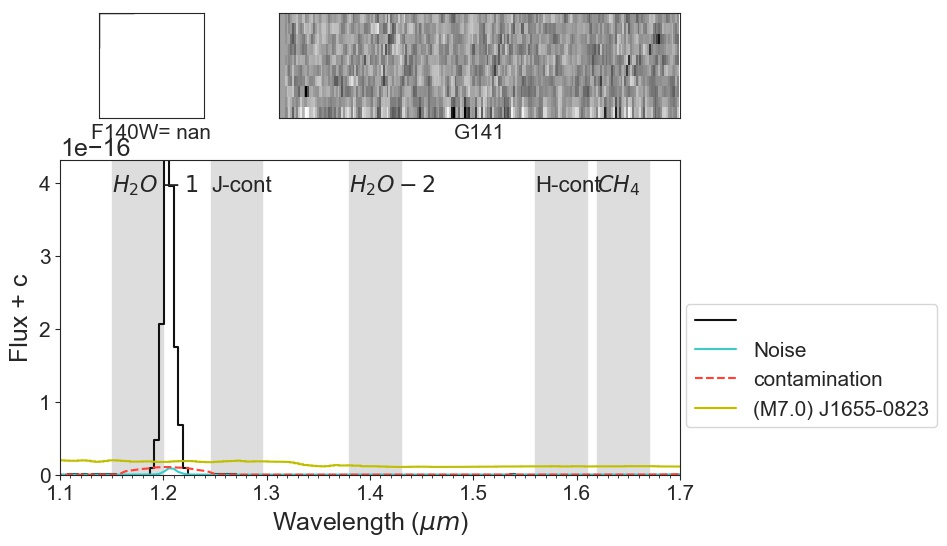 F140W= nan
G141
1e−16
H₂O − 1
J-cont
H₂O − 2
H-cont
CH₄
4
3
2
1
0
Flux + c
1.1 1.2 1.3 1.4 1.5 1.6 1.7
Wavelength (μm)
Noise
contamination
(M7.0) J1655-0823